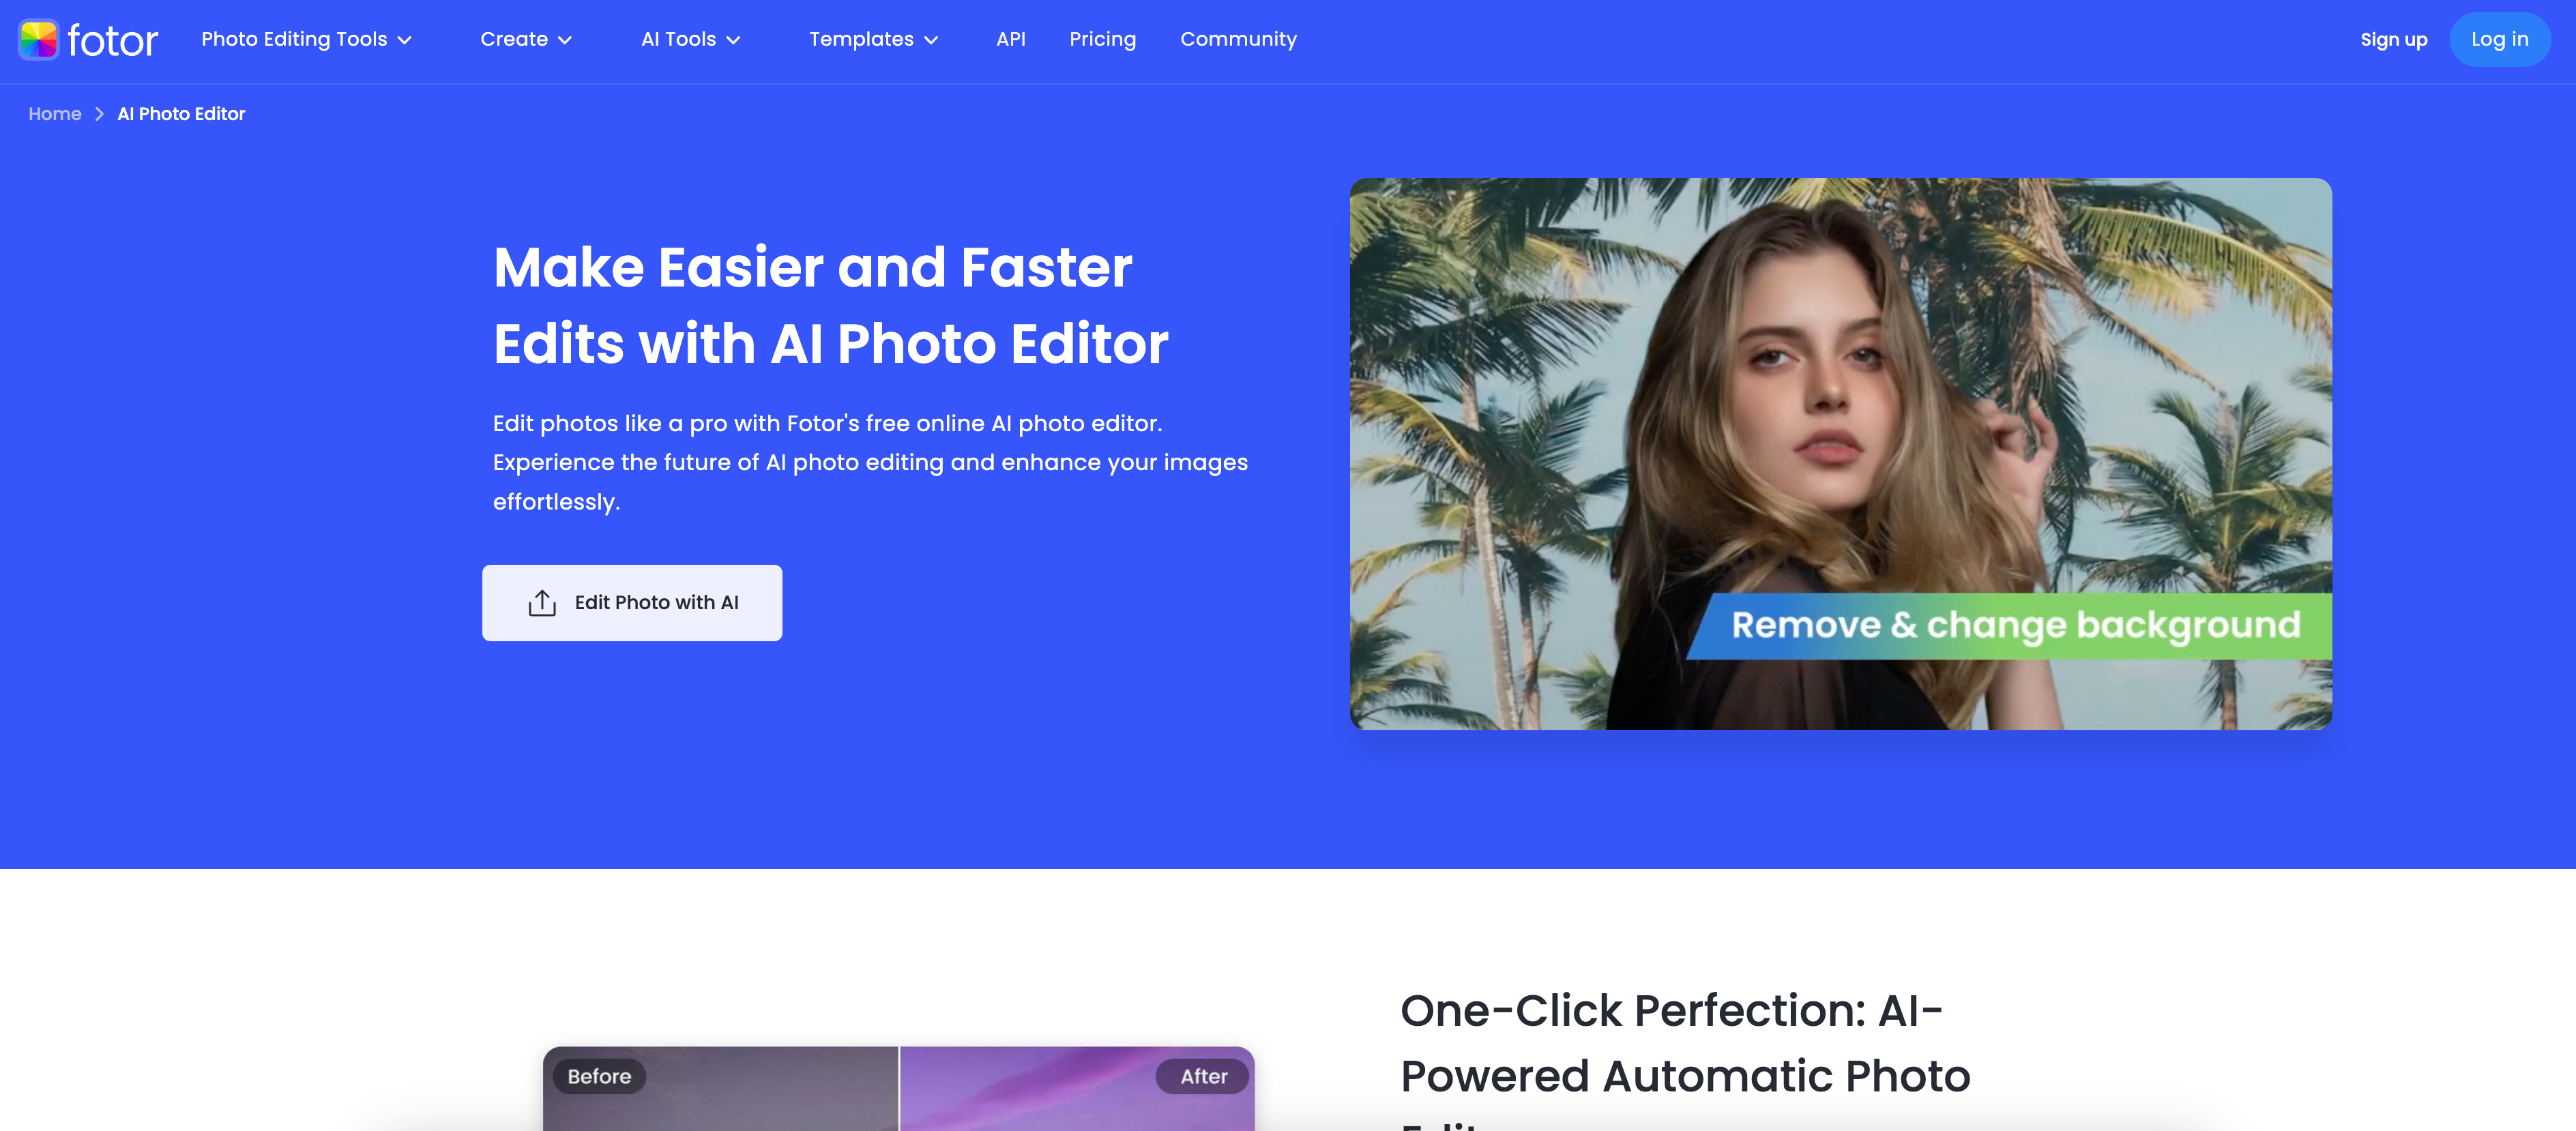 fotor
Photo Editing Tools
Create
AI Tools
Templates
API
Pricing
Community
Sign up
Log in
Home
AI Photo Editor
Make Easier and Faster
Edits with AI Photo Editor
Edit photos like a pro with Fotor's free online AI photo editor.
Experience the future of AI photo editing and enhance your images
effortlessly.
Edit Photo with AI
Remove & change background
Before
After
One-Click Perfection: AI-
Powered Automatic Photo